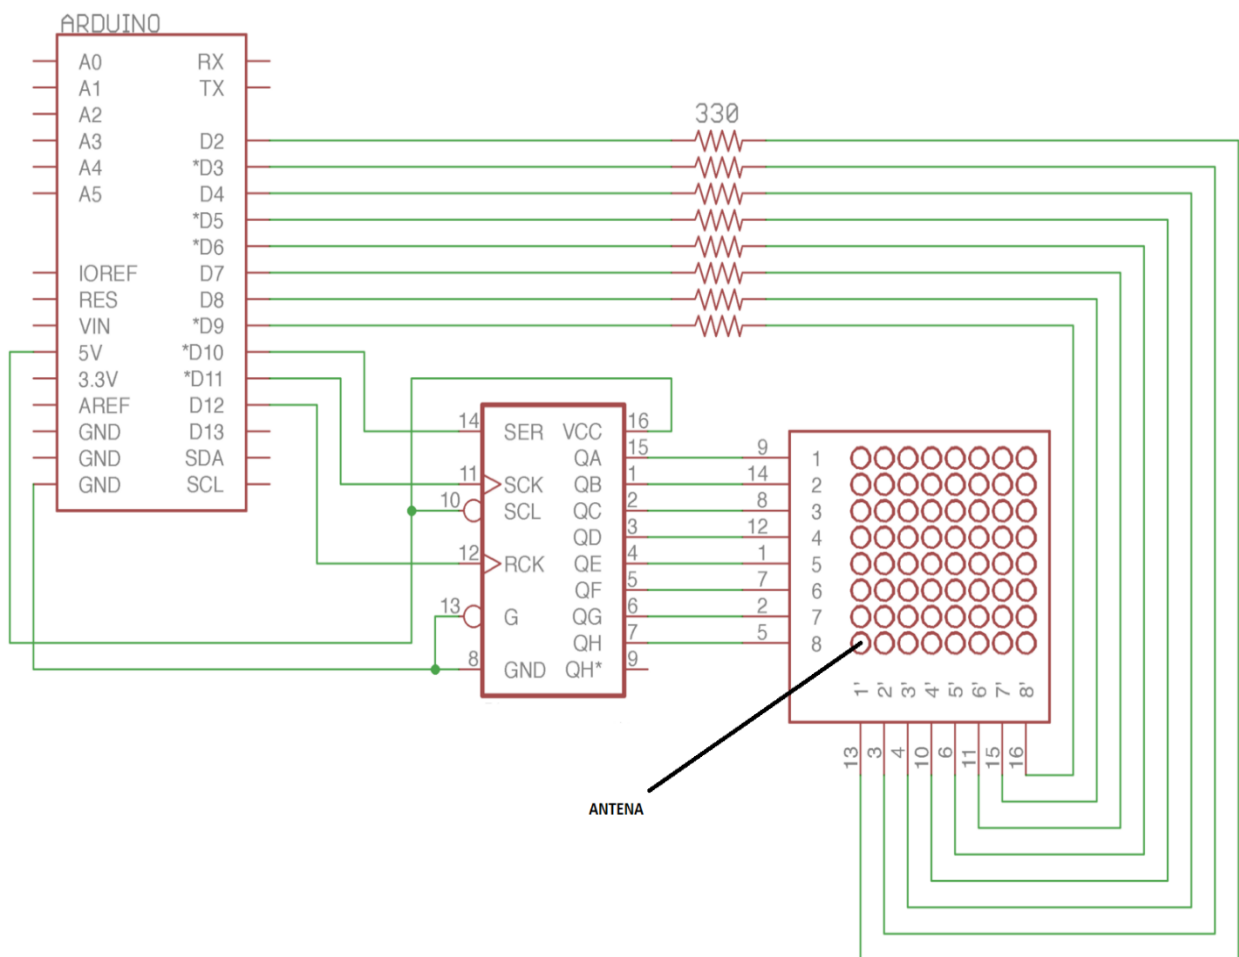 ARDUINO
A0 RX
A1 TX
A2
A3 D2
A4 *D3
A5 D4
*D5
*D6
IOREF D7
RES D8
VIN *D9
5V *D10
3.3V *D11
AREF D12
GND D13
GND SDA
GND SCL
330
14 SER VCC 16
QA 15
11 SCK QB 1
10 SCL QC 2
QD 3
12 RCK QE 4
QF 5
13 G QG 6
QH 7
8 GND QH* 9
9 1
14 2
8 3
12 4
1 5
7 6
2 7
5 8
1' 2' 3' 4' 5' 6' 7' 8'
13 3 4 10 6 11 15 16
ANTENA